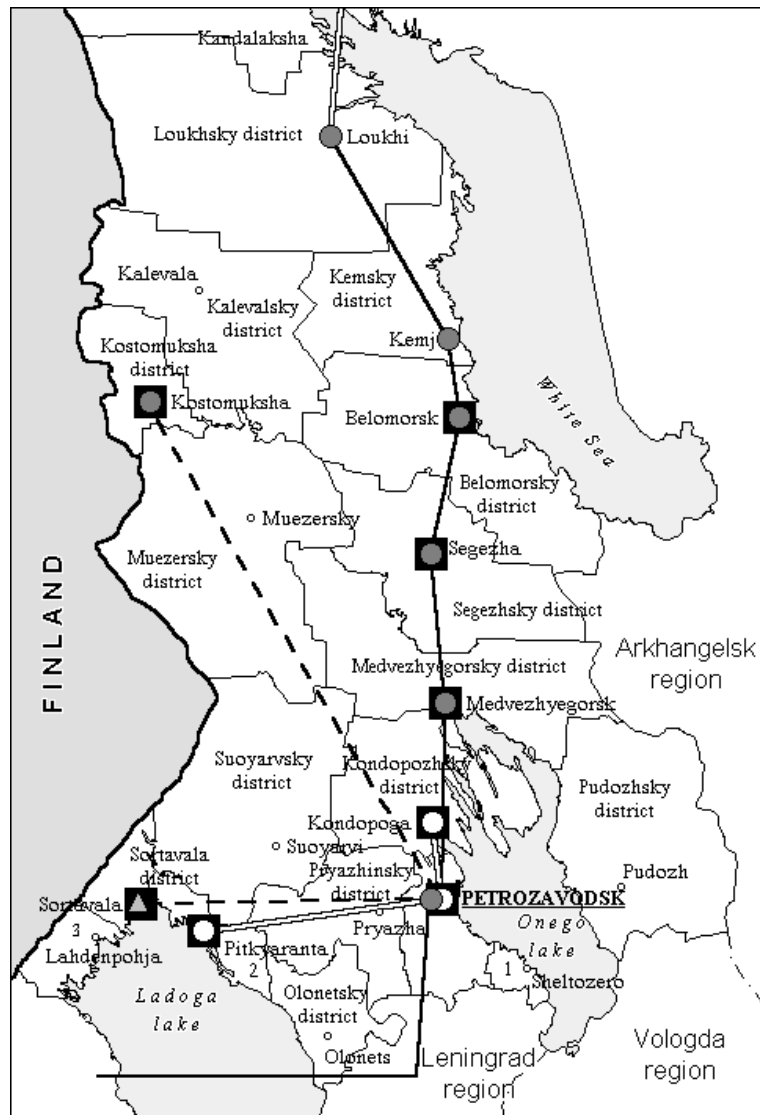 Kandalaksha
Loukhsky district
Loukhi
Kalevala
Kemsky
district
Kalevalsky
district
Kostomuksha
district
Kemj
Kostomuksha
Belomorsk
White Sea
Belomorsky
district
Muezersky
Segezha
Muezersky
district
Segezhsky district
FINLAND
Arkhangelsk
region
Medvezhyegorsky district
Medvezhyegorsk
Suoyarvsky
district
Kondopozhsky
district
Pudozhsky
district
Kondopoga
Suoyarvi
Sortavala
district
Pryazhinsky
district
Pudozh
Sortavala
PETROZAVODSK
Pryazha
Onego
lake
3
Lahdenpohja
Pitkyaranta
2
1
Sheltozero
Ladoga
lake
Olonetsky
district
Olonets
Leningrad
region
Vologda
region